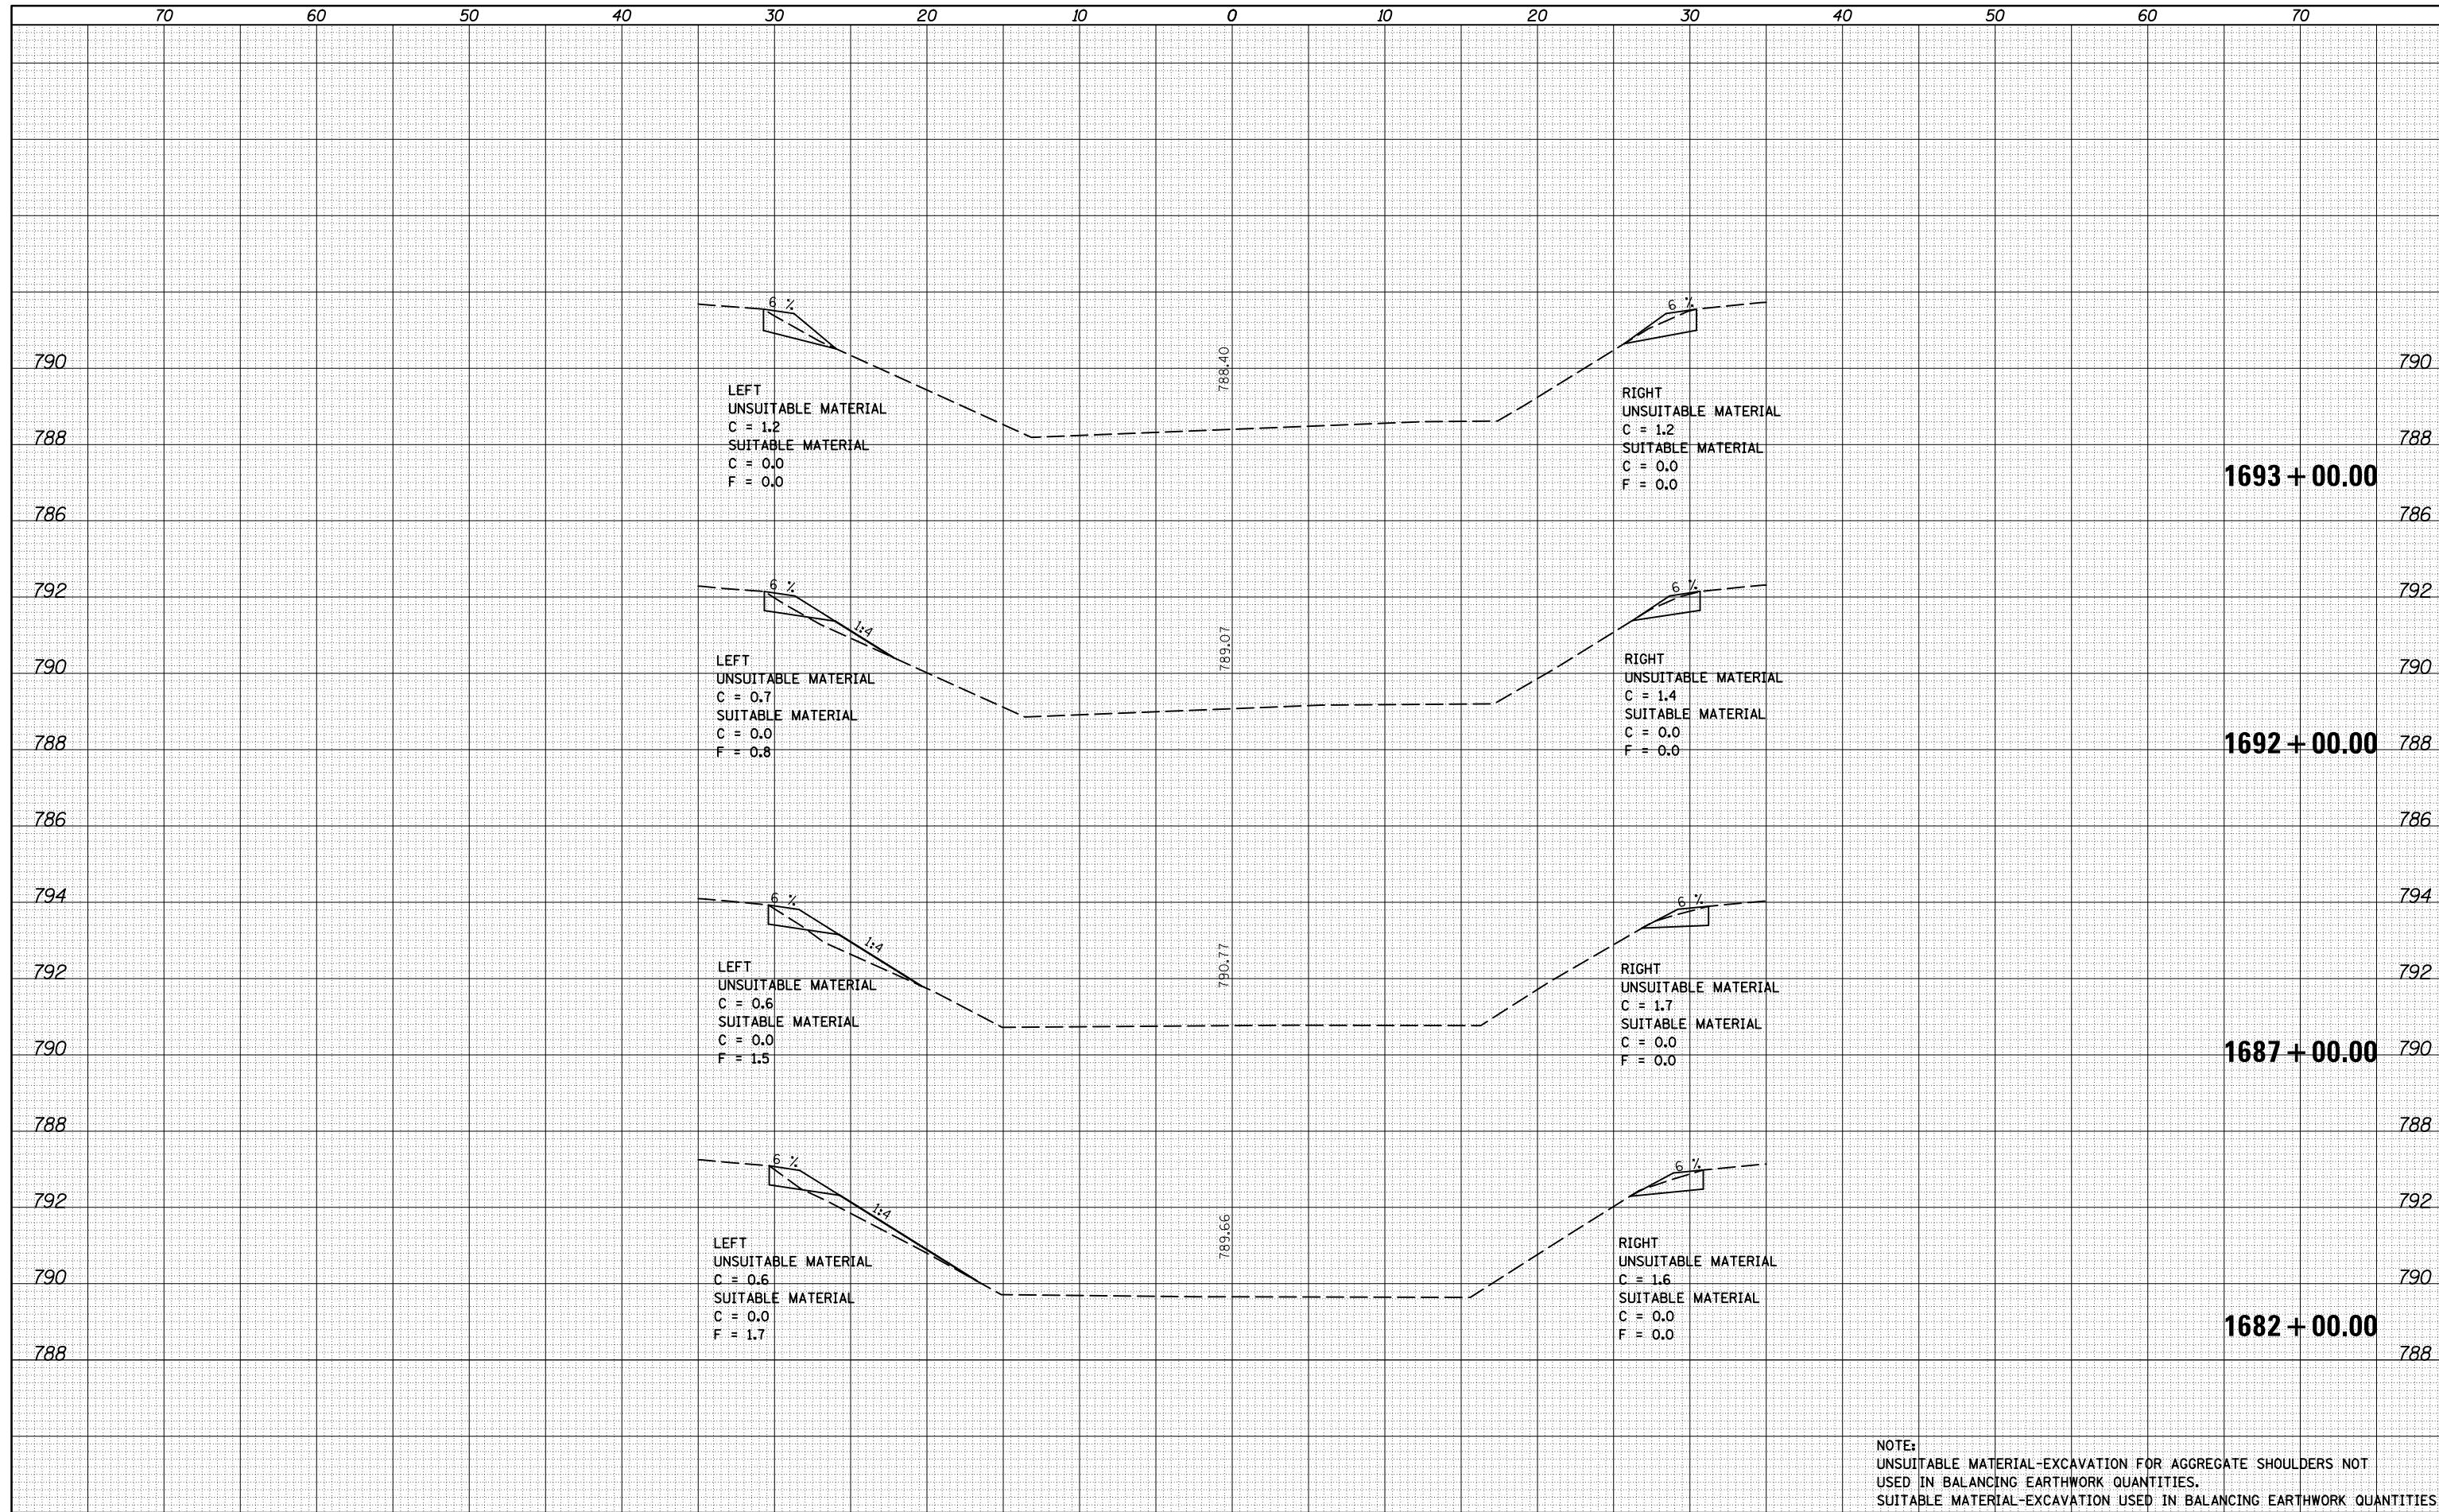 70 60 50 40 30 20 10 0 10 20 30 40 50 60 70
6 % 6 %
790 788.40 790
LEFT
UNSUITABLE MATERIAL
C = 1.2
SUITABLE MATERIAL
C = 0.0
F = 0.0
RIGHT
UNSUITABLE MATERIAL
C = 1.2
SUITABLE MATERIAL
C = 0.0
F = 0.0
788 788
1693+00.00
786 786
792 6 % 6 % 792
1:4
790 789.07 790
LEFT
UNSUITABLE MATERIAL
C = 0.7
SUITABLE MATERIAL
C = 0.0
F = 0.8
RIGHT
UNSUITABLE MATERIAL
C = 1.4
SUITABLE MATERIAL
C = 0.0
F = 0.0
788 1692+00.00 788
786 786
794 6 % 6 % 794
1:4
792 790.77 792
LEFT
UNSUITABLE MATERIAL
C = 0.6
SUITABLE MATERIAL
C = 0.0
F = 1.5
RIGHT
UNSUITABLE MATERIAL
C = 1.7
SUITABLE MATERIAL
C = 0.0
F = 0.0
790 1687+00.00 790
788 788
6 % 6 %
792 792
1:4
789.66
LEFT
UNSUITABLE MATERIAL
C = 0.6
SUITABLE MATERIAL
C = 0.0
F = 1.7
RIGHT
UNSUITABLE MATERIAL
C = 1.6
SUITABLE MATERIAL
C = 0.0
F = 0.0
790 790
1682+00.00
788 788
NOTE:
UNSUITABLE MATERIAL-EXCAVATION FOR AGGREGATE SHOULDERS NOT
USED IN BALANCING EARTHWORK QUANTITIES.
SUITABLE MATERIAL-EXCAVATION USED IN BALANCING EARTHWORK QUANTITIES